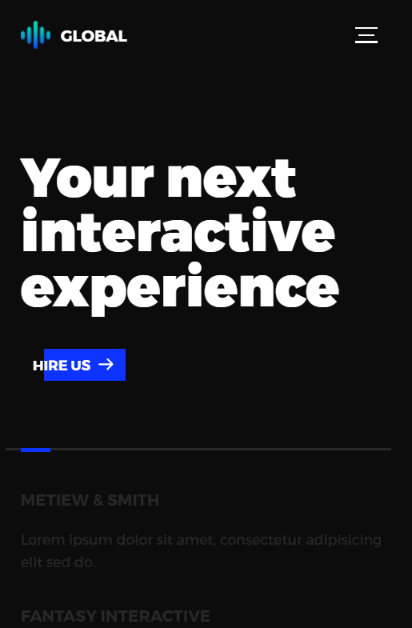 GLOBAL
Your next
interactive
experience
HIRE US
METIEW & SMITH
Lorem ipsum dolor sit amet, consectetur adipisicing
elit sed do.
FANTASY INTERACTIVE